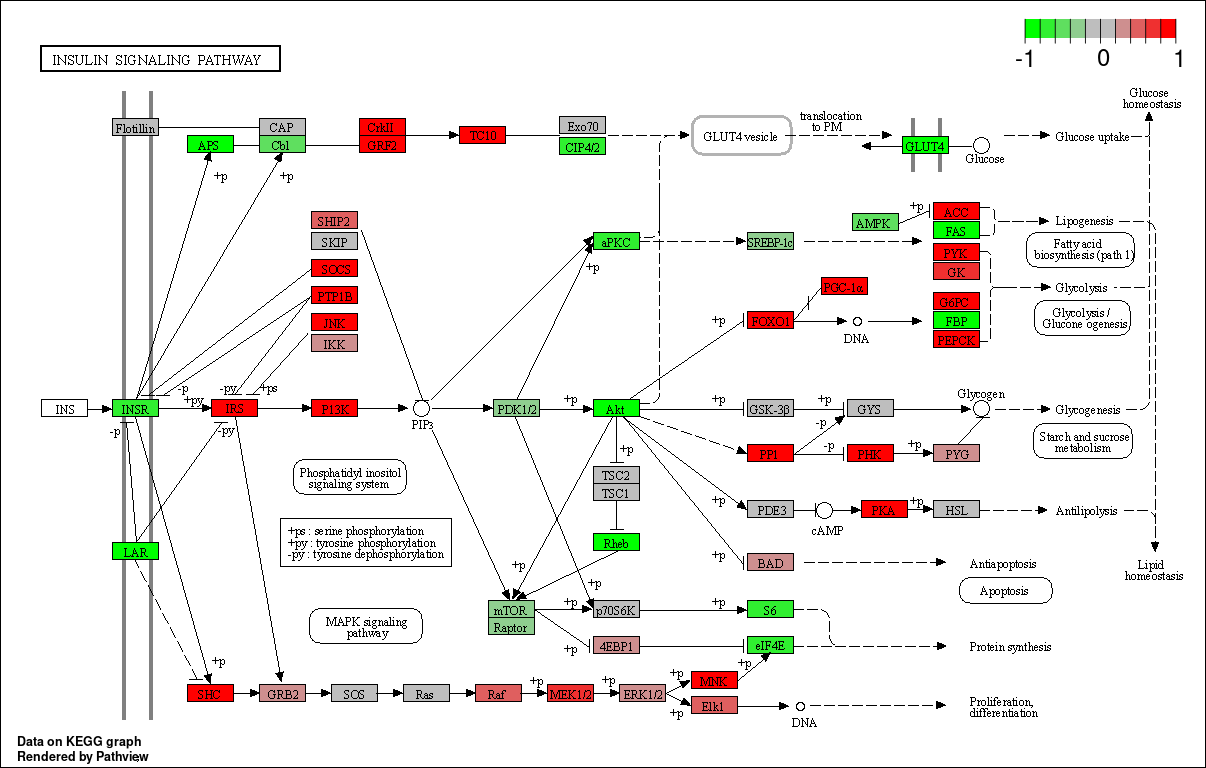 INSULIN SIGNALING PATHWAY
-1 0 1
Glucose
homeostasis
Flotillin
CAP
CrkII
Exo70
translocation
to PM
APS
Cbl
GRF2
TC10
CIP4/2
GLUT4 vesicle
GLUT4
Glucose
Glucose uptake
+p
+p
SHIP2
SKIP
SOCS
PTP1B
JNK
IKK
aPKC
+p
SREBP-1c
AMPK
+p
ACC
FAS
PYK
GK
G6PC
FBP
PEPCK
Lipogenesis
Fatty acid
biosynthesis (path 1)
Glycolysis
Glycolysis /
Glucone ogenesis
PGC-1α
FOXO1
+p
DNA
-p
+py
-py
+ps
-py
-p
INS
INSR
IRS
PI3K
PIP3
PDK1/2
+p
Akt
+p
GSK-3β
+p
GYS
Glycogen
Glycogenesis
Starch and sucrose
metabolism
PP1
-p
-p
PHK
+p
PYG
Phosphatidyl inositol
signaling system
+p
TSC2
TSC1
+p
PDE3
cAMP
PKA
+p
HSL
Antilipolysis
+ps : serine phosphorylation
+py : tyrosine phosphorylation
-py : tyrosine dephosphorylation
LAR
Rheb
+p
+p
+p
BAD
Antiapoptosis
Apoptosis
Lipid
homeostasis
MAPK signaling
pathway
mTOR
Raptor
+p
p70S6K
+p
S6
+p
4EBP1
eIF4E
+p
Protein synthesis
+p
SHC
GRB2
SOS
Ras
Raf
+p
MEK1/2
+p
ERK1/2
+p
MNK
+p
Elk1
DNA
Proliferation,
differentiation
Data on KEGG graph
Rendered by Pathview